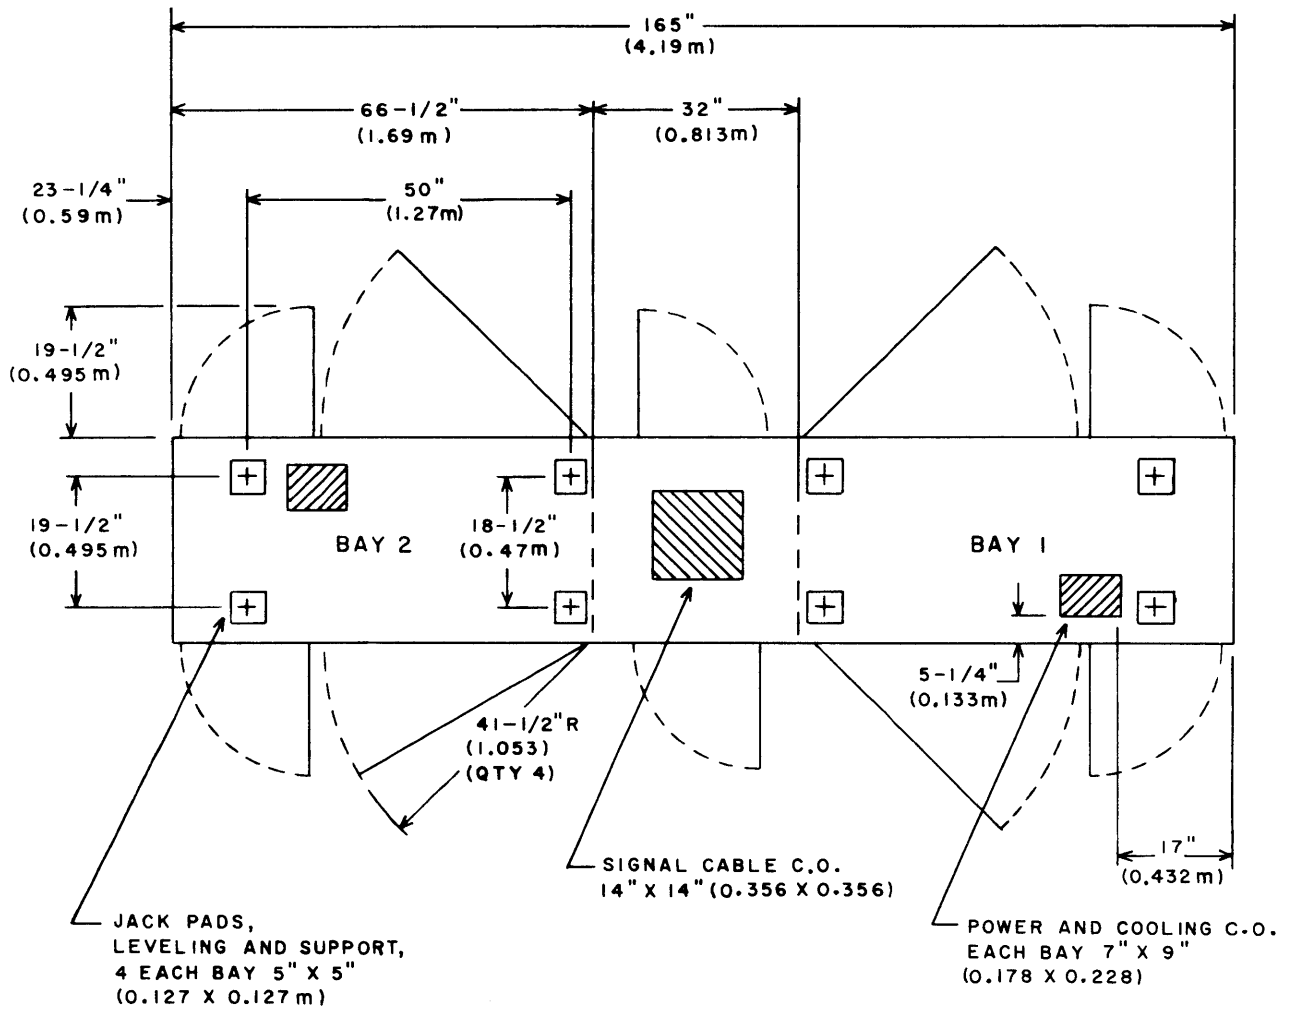 165"
(4.19m)
66-1/2"
(1.69m)
32"
(0.813m)
23-1/4"
(0.59m)
50"
(1.27m)
19-1/2"
(0.495m)
19-1/2"
(0.495m)
BAY 2
18-1/2"
(0.47m)
BAY 1
5-1/4"
(0.133m)
41-1/2"R
(1.053)
(QTY 4)
17"
(0.432m)
SIGNAL CABLE C.O.
14"X 14"(0.356 X 0.356)
JACK PADS,
LEVELING AND SUPPORT,
4 EACH BAY 5" X 5"
(0.127 X 0.127m)
POWER AND COOLING C.O.
EACH BAY 7"X 9"
(0.178 X 0.228)